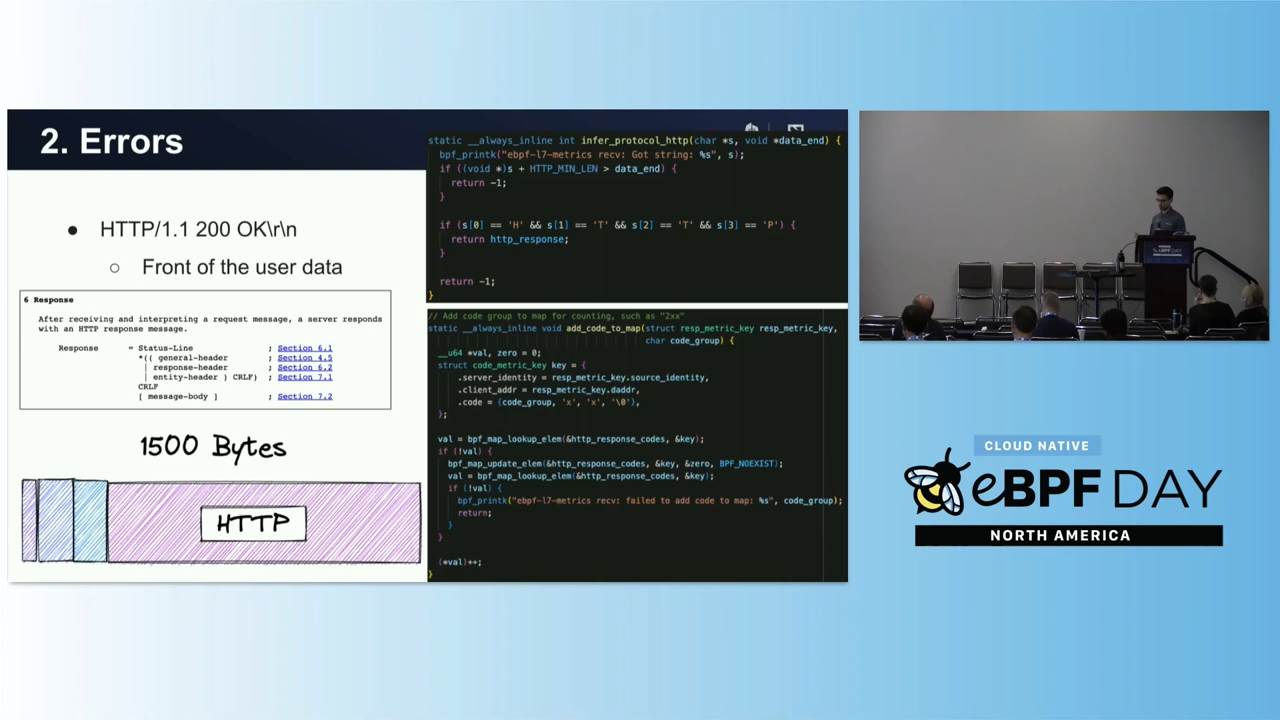 2. Errors
● HTTP/1.1 200 OK\r\n
○ Front of the user data
6 Response
After receiving and interpreting a request message, a server responds
with an HTTP response message.
Response = Status-Line ; Section 6.1
*(( general-header ; Section 4.5
| response-header ; Section 6.2
| entity-header ) CRLF) ; Section 7.1
CRLF
[ message-body ] ; Section 7.2
1500 Bytes
HTTP
static __always_inline int infer_protocol_http(char *s, void *data_end) {
bpf_printk("ebpf-l7-metrics recv: Got string: %s", s);
if ((void *)s + HTTP_MIN_LEN > data_end) {
return -1;
}
if (s[0] == 'H' && s[1] == 'T' && s[2] == 'T' && s[3] == 'P') {
return http_response;
}
return -1;
}
// Add code group to map for counting, such as "2xx"
static __always_inline void add_code_to_map(struct resp_metric_key resp_metric_key,
char code_group) {
__u64 *val, zero = 0;
struct code_metric_key key = {
.server_identity = resp_metric_key.source_identity,
.client_addr = resp_metric_key.daddr,
.code = {code_group, 'x', 'x', '\0'},
};
val = bpf_map_lookup_elem(&http_response_codes, &key);
if (!val) {
bpf_map_update_elem(&http_response_codes, &key, &zero, BPF_NOEXIST);
val = bpf_map_lookup_elem(&http_response_codes, &key);
if (!val) {
bpf_printk("ebpf-l7-metrics recv: failed to add code to map: %s", code_group);
return;
}
}
(*val)++;
}
eBPF DAY
CLOUD NATIVE
eBPF DAY
NORTH AMERICA